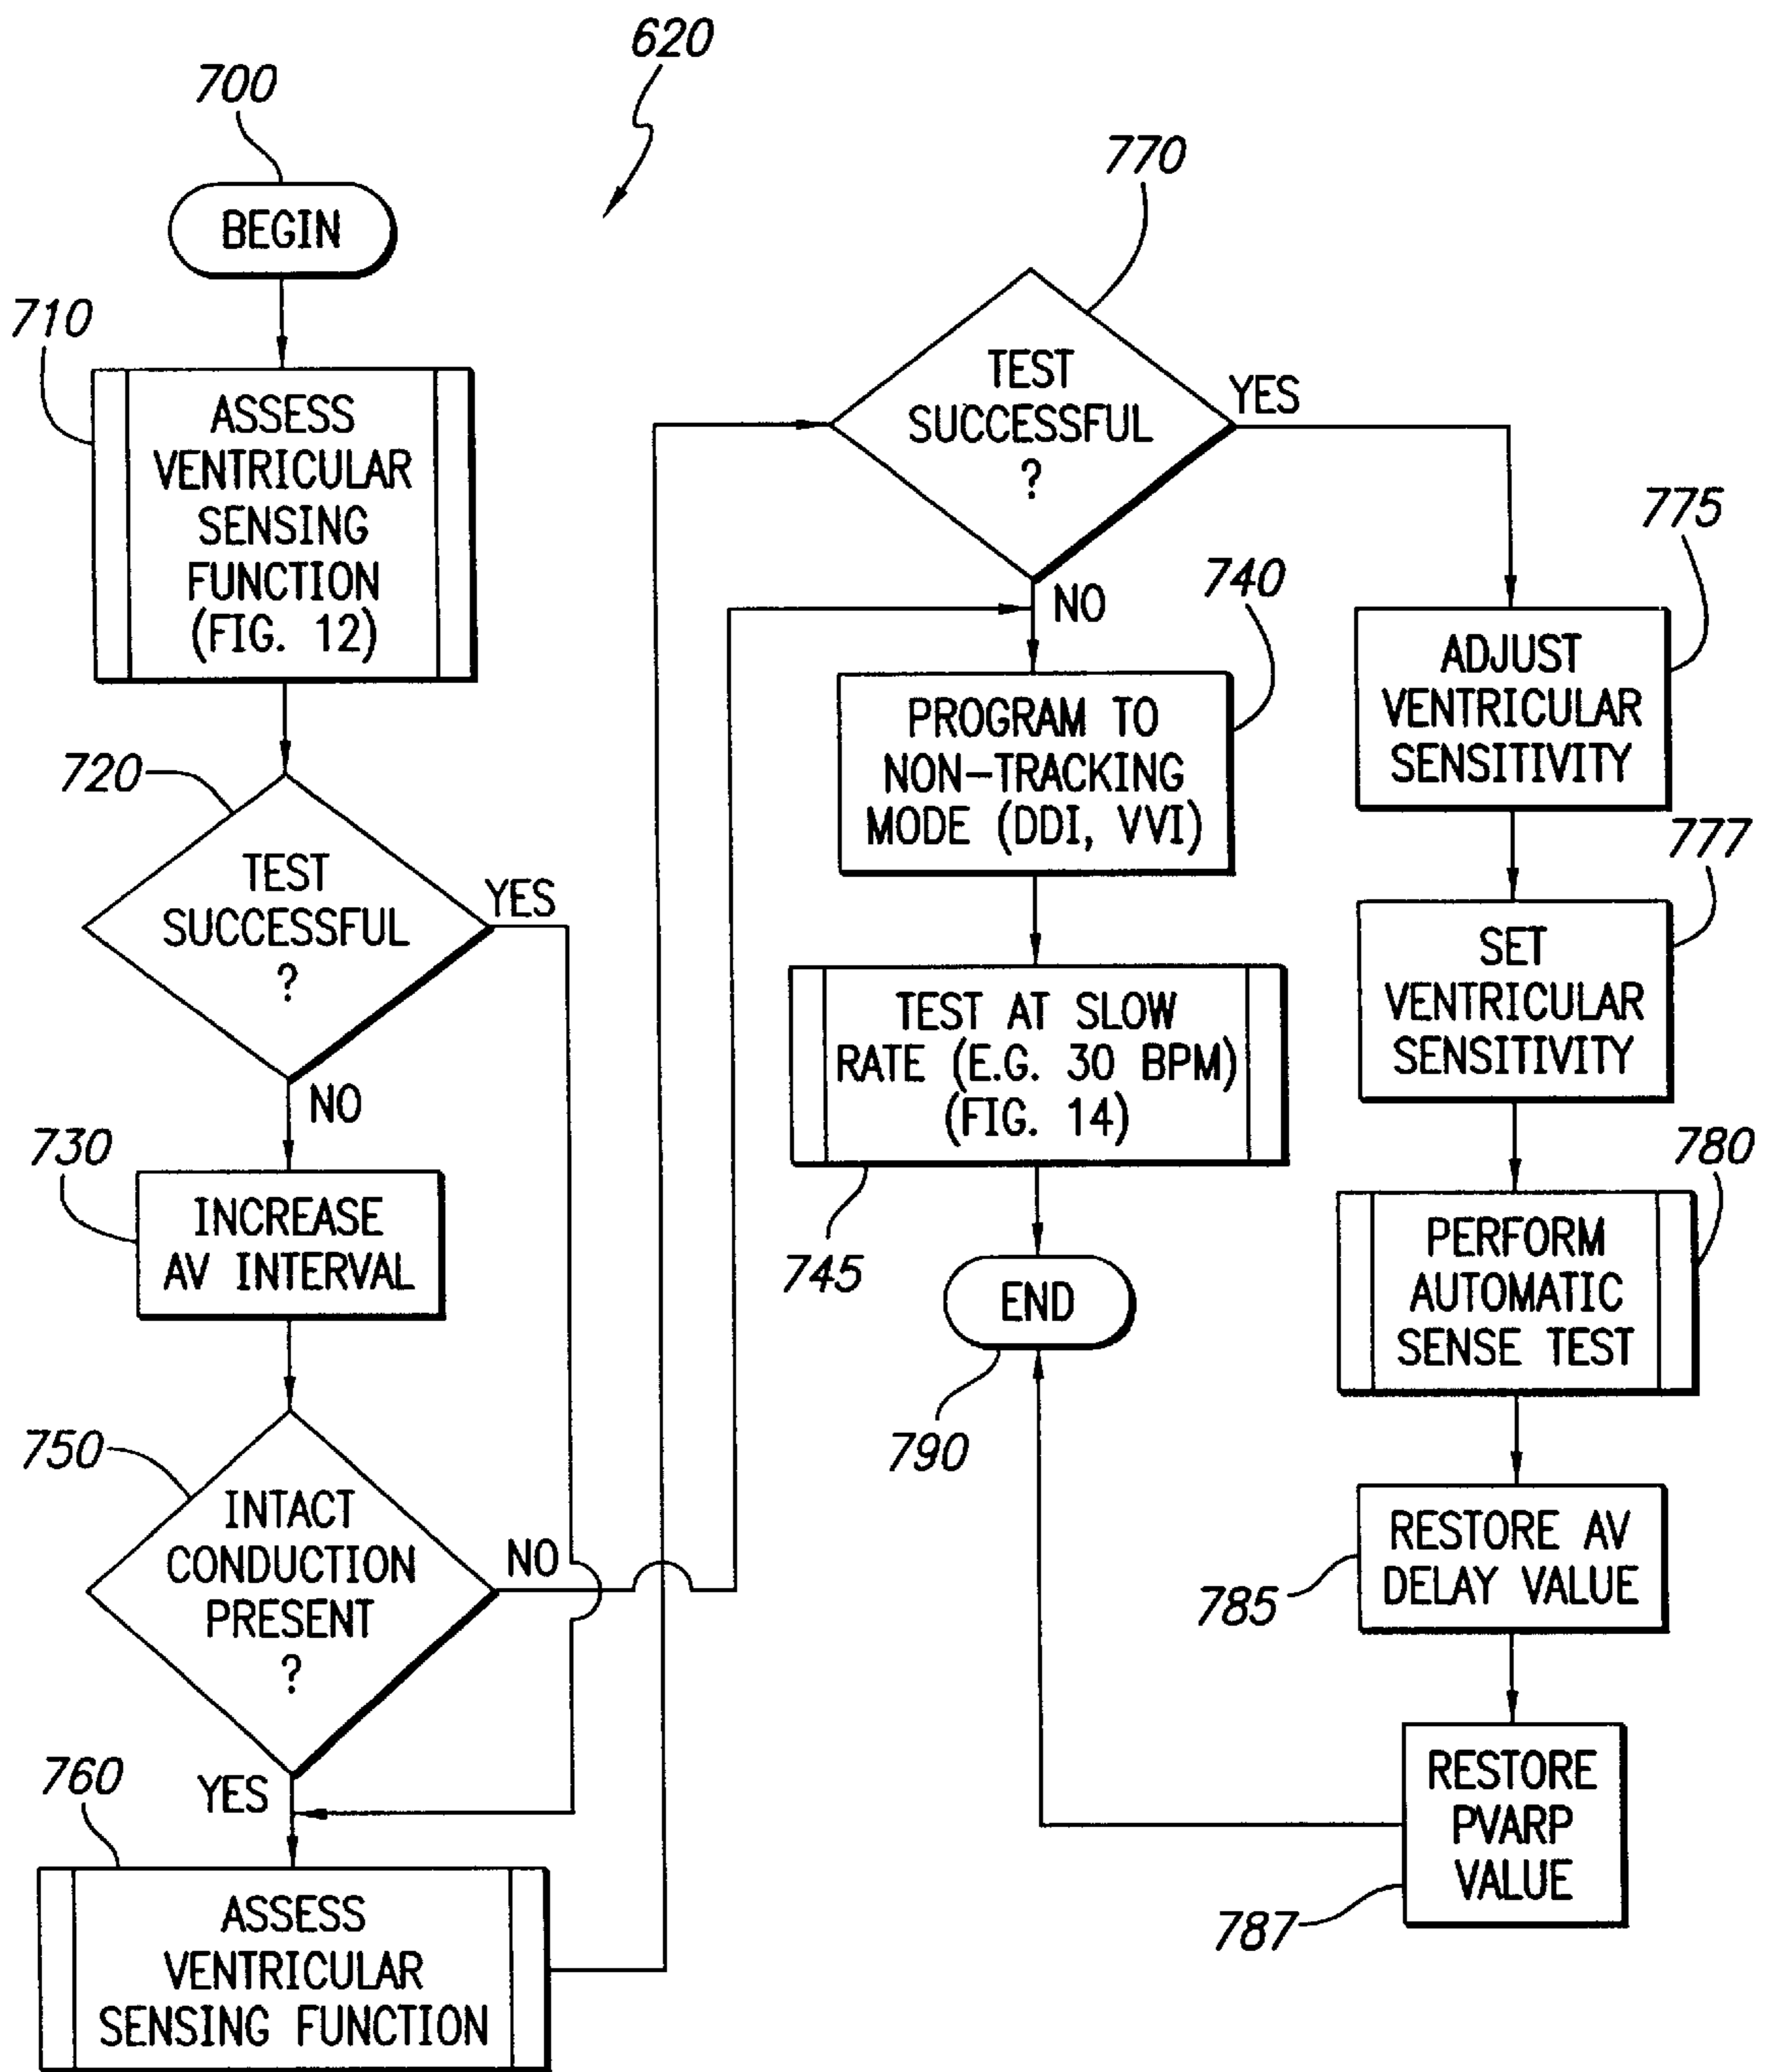 620
700
BEGIN
710
ASSESS
VENTRICULAR
SENSING
FUNCTION
(FIG. 12)
720
TEST
SUCCESSFUL
?
YES
NO
730
INCREASE
AV INTERVAL
750
INTACT
CONDUCTION
PRESENT
?
NO
YES
760
ASSESS
VENTRICULAR
SENSING FUNCTION
770
TEST
SUCCESSFUL
?
YES
NO
740
PROGRAM TO
NON-TRACKING
MODE (DDI, VVI)
TEST AT SLOW
RATE (E.G. 30 BPM)
(FIG. 14)
745
END
790
775
ADJUST
VENTRICULAR
SENSITIVITY
777
SET
VENTRICULAR
SENSITIVITY
780
PERFORM
AUTOMATIC
SENSE TEST
RESTORE AV
DELAY VALUE
785
RESTORE
PVARP
VALUE
787